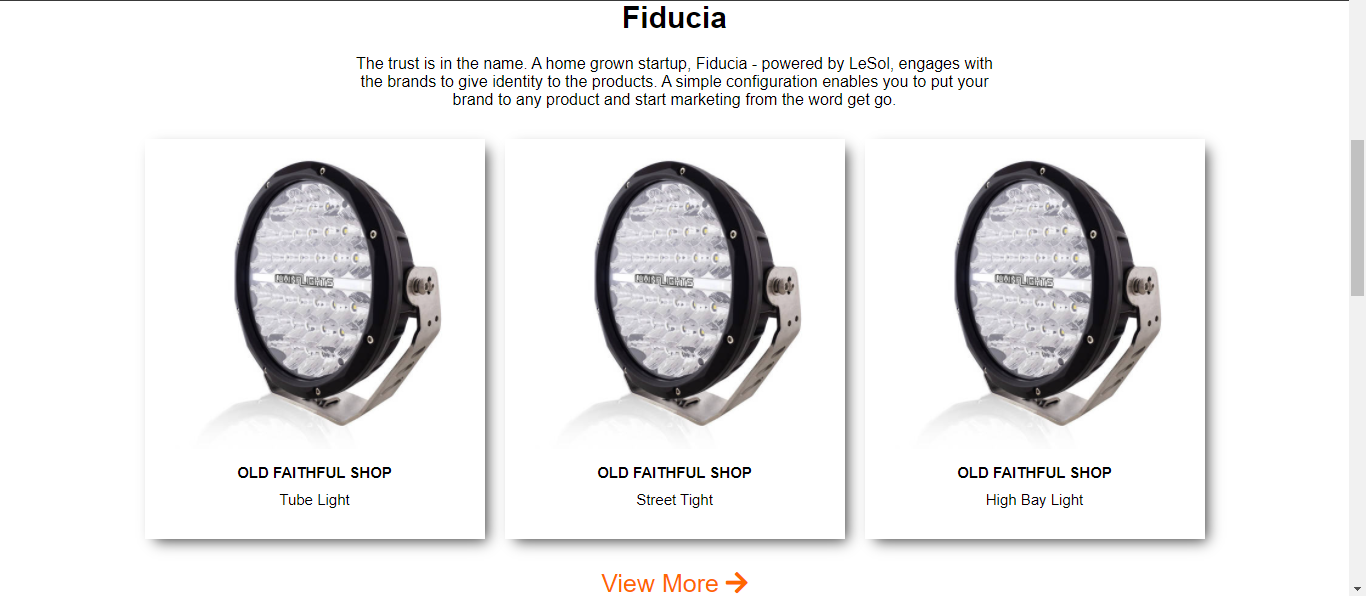 Fiducia
The trust is in the name. A home grown startup, Fiducia - powered by LeSol, engages with
the brands to give identity to the products. A simple configuration enables you to put your
brand to any product and start marketing from the word get go.
OLD FAITHFUL SHOP
Tube Light
OLD FAITHFUL SHOP
Street Tight
OLD FAITHFUL SHOP
High Bay Light
View More